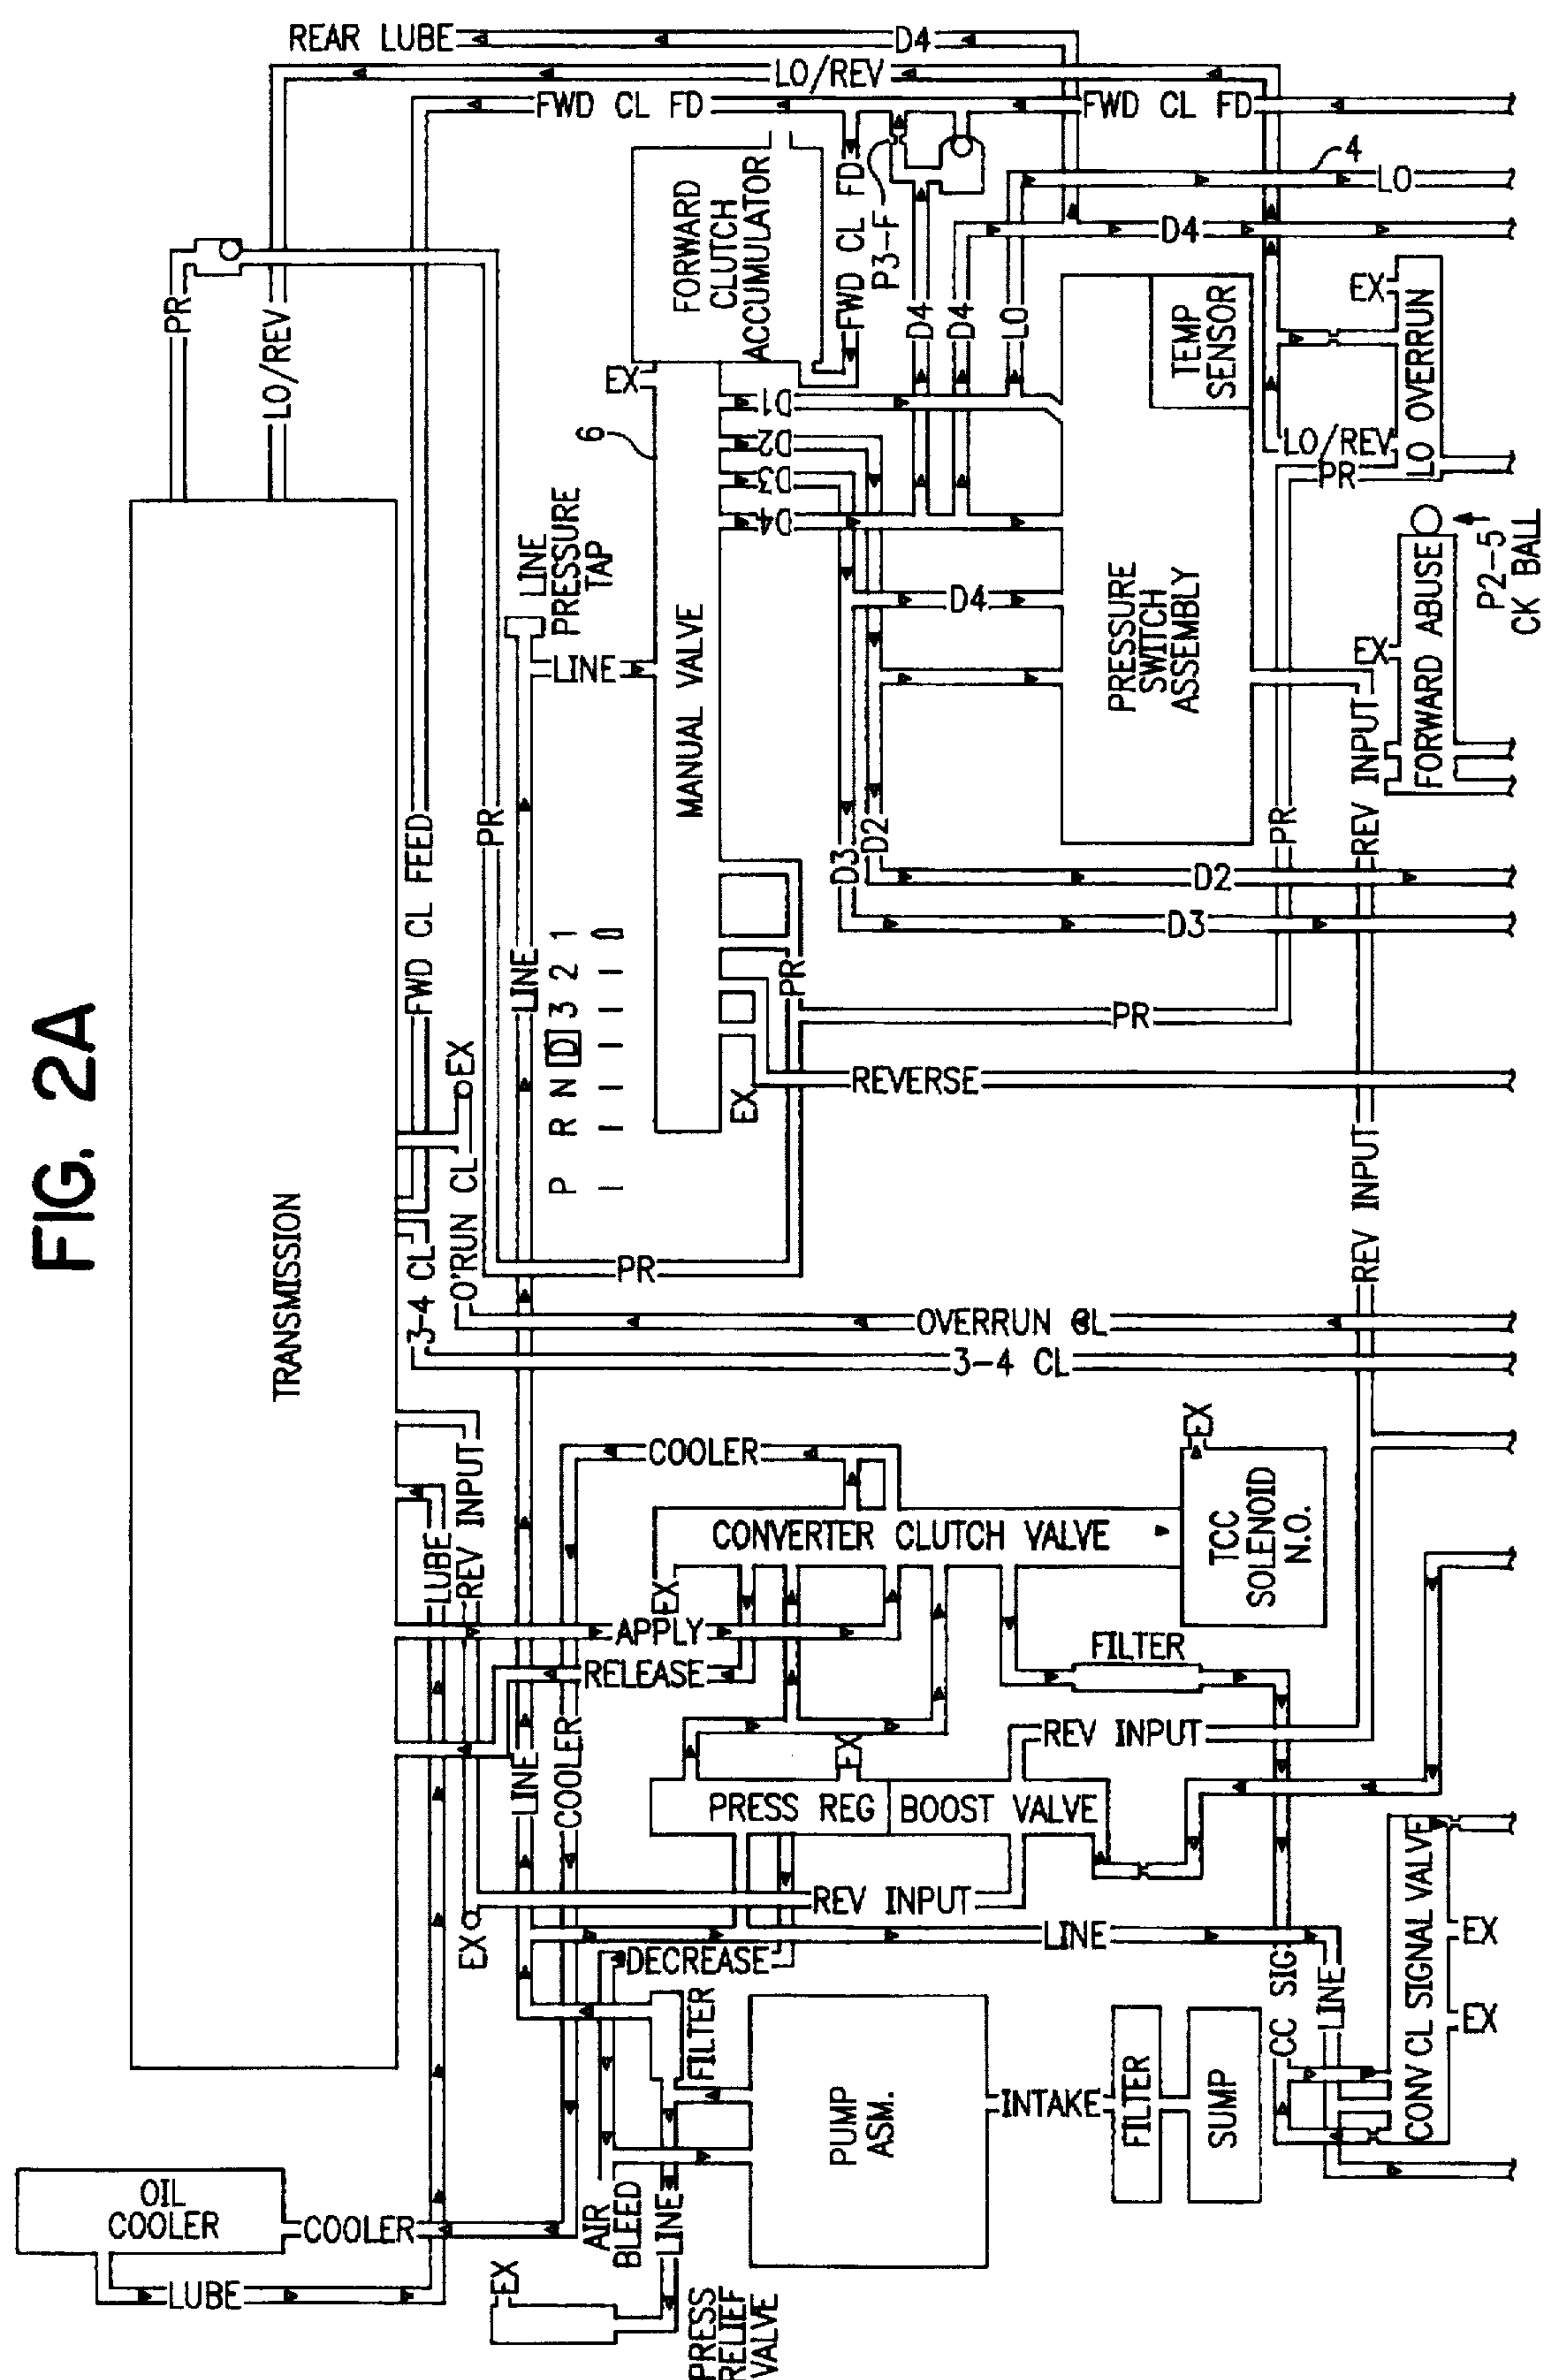 FIG. 2A
REAR LUBE
D4
LO/REV
FWD CL FD
FWD CL FD
4
LO
D4
PR
LO/REV
FORWARD
CLUTCH
ACCUMULATOR
FWD CL FD
FD
P3-F
D4
D4
LO
TEMP
SENSOR
EX
LO OVERRUN
LO/REV
PR
EX
6
D1
D2
D3
D4
LINE
PRESSURE
TAP
LINE
MANUAL VALVE
D4
PRESSURE
SWITCH
ASSEMBLY
EX
FORWARD ABUSE
P2-5
CK BALL
REV INPUT
PR
FWD CL FEED
PR
D3
D2
D2
D3
LINE
P R N D 3 2 1
PR
PR
EX
REVERSE
EX
TRANSMISSION
3-4 CL
O'RUN CL
PR
REV INPUT
OVERRUN CL
3-4 CL
COOLER
EX
LUBE
REV INPUT
CONVERTER CLUTCH VALVE
TCC
SOLENOID
N.O.
EX
APPLY
RELEASE
FILTER
REV INPUT
LINE
COOLER
EX
PRESS REG
BOOST VALVE
REV INPUT
EX
LINE
DECREASE
CC SIG
LINE
CONV CL SIGNAL VALVE
EX
EX
FILTER
PUMP
ASM.
INTAKE
FILTER
SUMP
OIL
COOLER
COOLER
AIR
BLEED
LINE
LUBE
EX
PRESS
RELIEF
VALVE